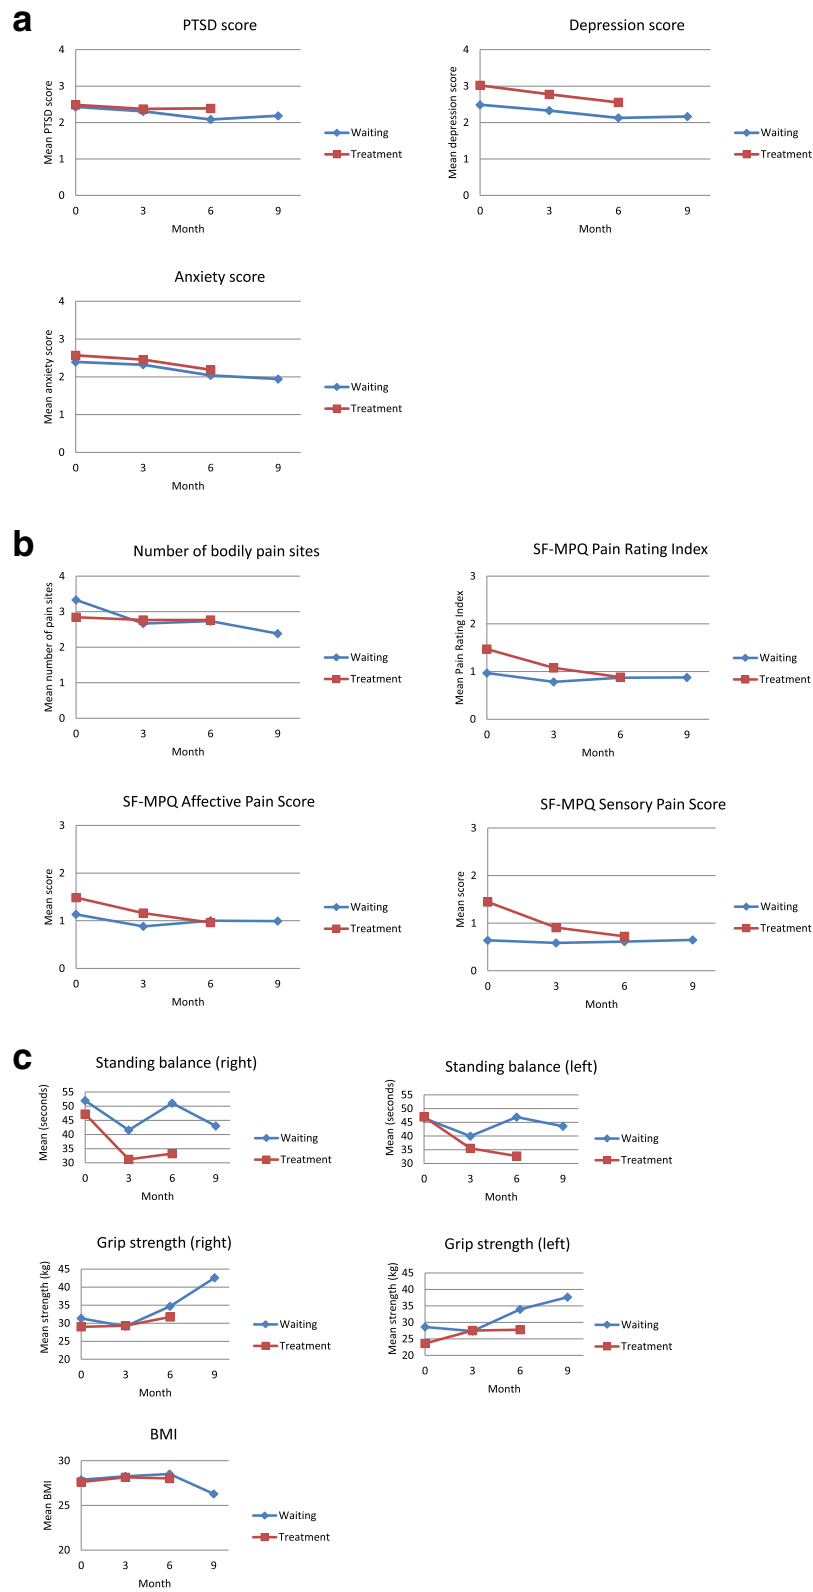 a
PTSD score
Mean PTSD score
4
3
2
1
0
0 3 6 9
Month
Waiting
Treatment
Depression score
Mean depression score
4
3
2
1
0
0 3 6 9
Month
Waiting
Treatment
Anxiety score
Mean anxiety score
4
3
2
1
0
0 3 6 9
Month
Waiting
Treatment
b
Number of bodily pain sites
Mean number of pain sites
4
3
2
1
0
0 3 6 9
Month
Waiting
Treatment
SF-MPQ Pain Rating Index
Mean Pain Rating Index
3
2
1
0
0 3 6 9
Month
Waiting
Treatment
SF-MPQ Affective Pain Score
Mean score
3
2
1
0
0 3 6 9
Month
Waiting
Treatment
SF-MPQ Sensory Pain Score
Mean score
3
2
1
0
0 3 6 9
Month
Waiting
Treatment
c
Standing balance (right)
Mean (seconds)
55
50
45
40
35
30
0 3 6 9
Month
Waiting
Treatment
Standing balance (left)
Mean (seconds)
55
50
45
40
35
30
0 3 6 9
Month
Waiting
Treatment
Grip strength (right)
Mean strength (kg)
45
40
35
30
25
20
0 3 6 9
Month
Waiting
Treatment
Grip strength (left)
Mean strength (kg)
45
40
35
30
25
20
0 3 6 9
Month
Waiting
Treatment
BMI
Mean BMI
30
25
20
0 3 6 9
Month
Waiting
Treatment